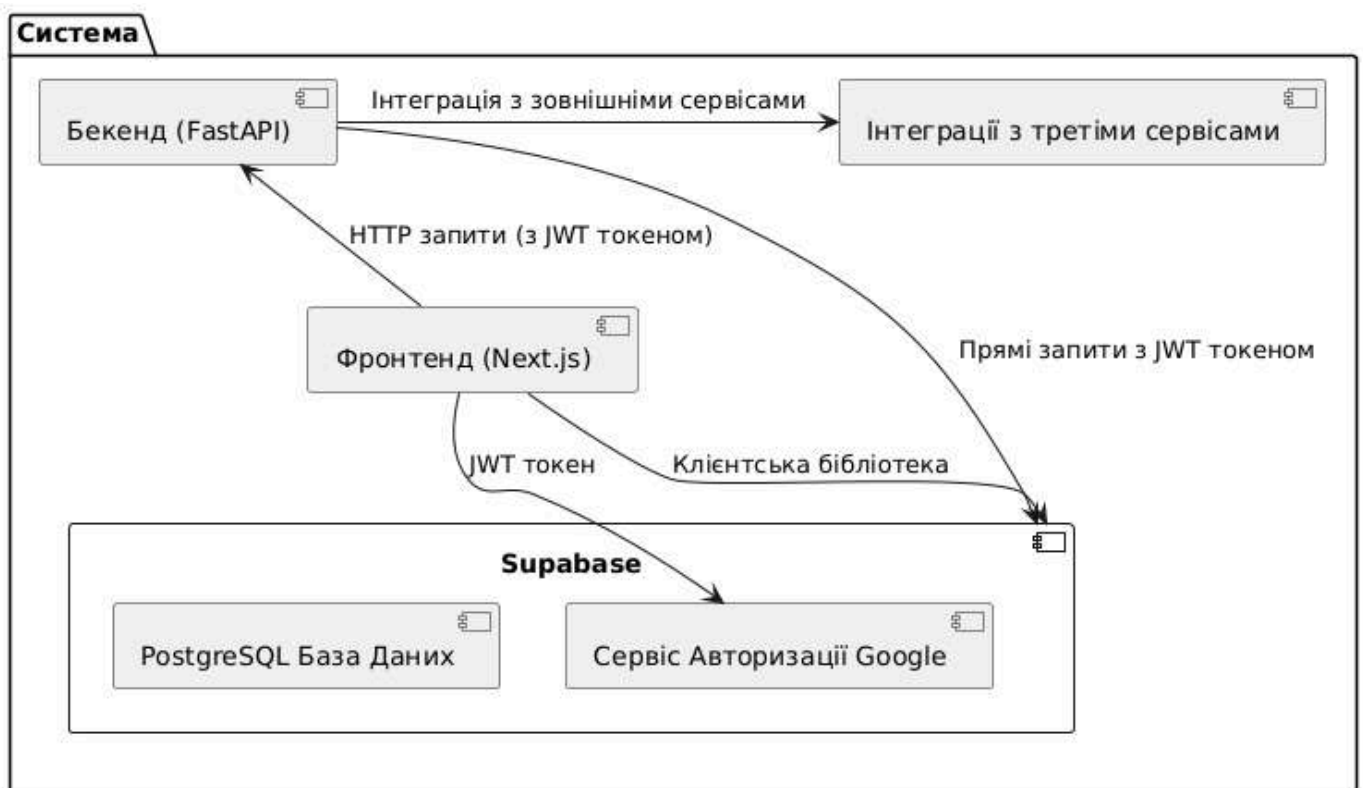 Система
Бекенд (FastAPI)
Інтеграція з зовнішніми сервісами
Інтеграції з третіми сервісами
HTTP запити (з JWT токеном)
Фронтенд (Next.js)
Прямі запити з JWT токеном
JWT токен
Клієнтська бібліотека
Supabase
PostgreSQL База Даних
Сервіс Авторизації Google